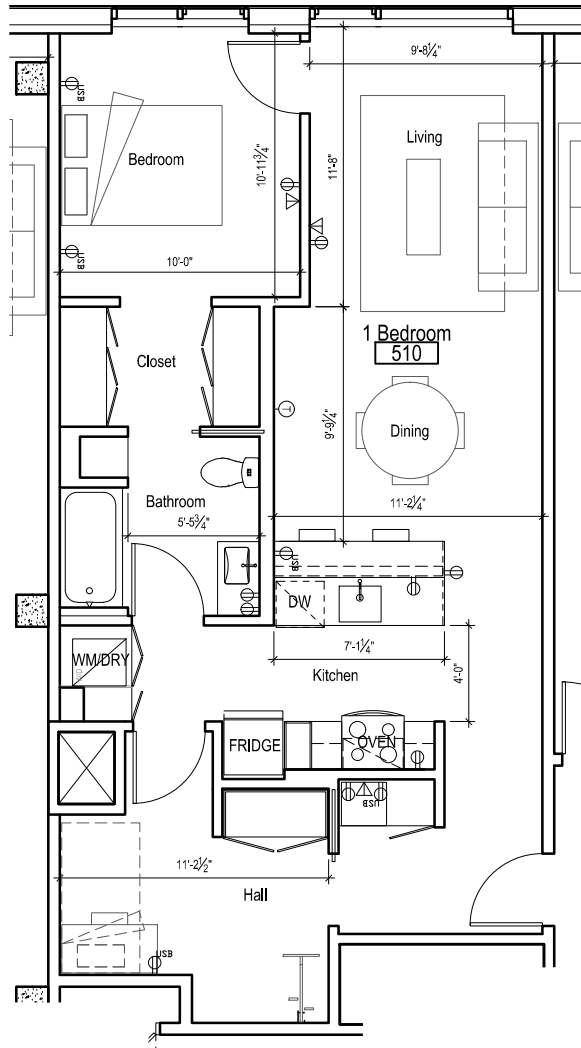 9'-8¼"
USB
Living
Bedroom
10'-11¾"
11'-8"
USB
10'-0"
1 Bedroom
510
Closet
T
9'-9¼"
Dining
Bathroom
11'-2¼"
5'-5¾"
USB
DW
7'-1¼"
4'-0"
WM/DRY
Kitchen
FRIDGE
OVEN
USB
11'-2½"
Hall
USB